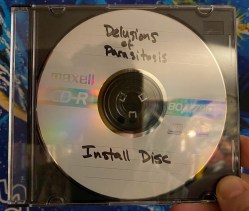 Delusions
of
Parasitosis
maxell
CD-R
Install Disc